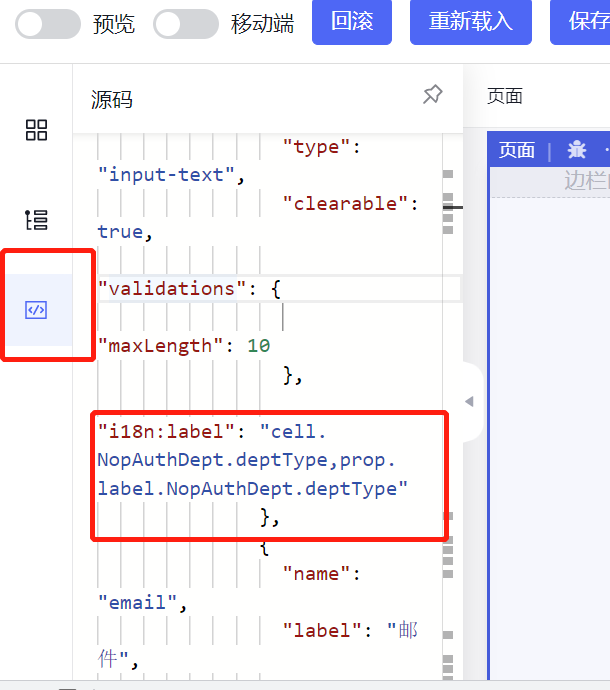 预览 移动端 回滚 重新载入 保存
源码
页面
页面
边栏
"type":
"input-text",
"clearable":
true,
"validations": {
"maxLength": 10
},
"i18n:label": "cell.
NopAuthDept.deptType,prop.
label.NopAuthDept.deptType"
},
{
"name":
"email",
"label": "邮
件",